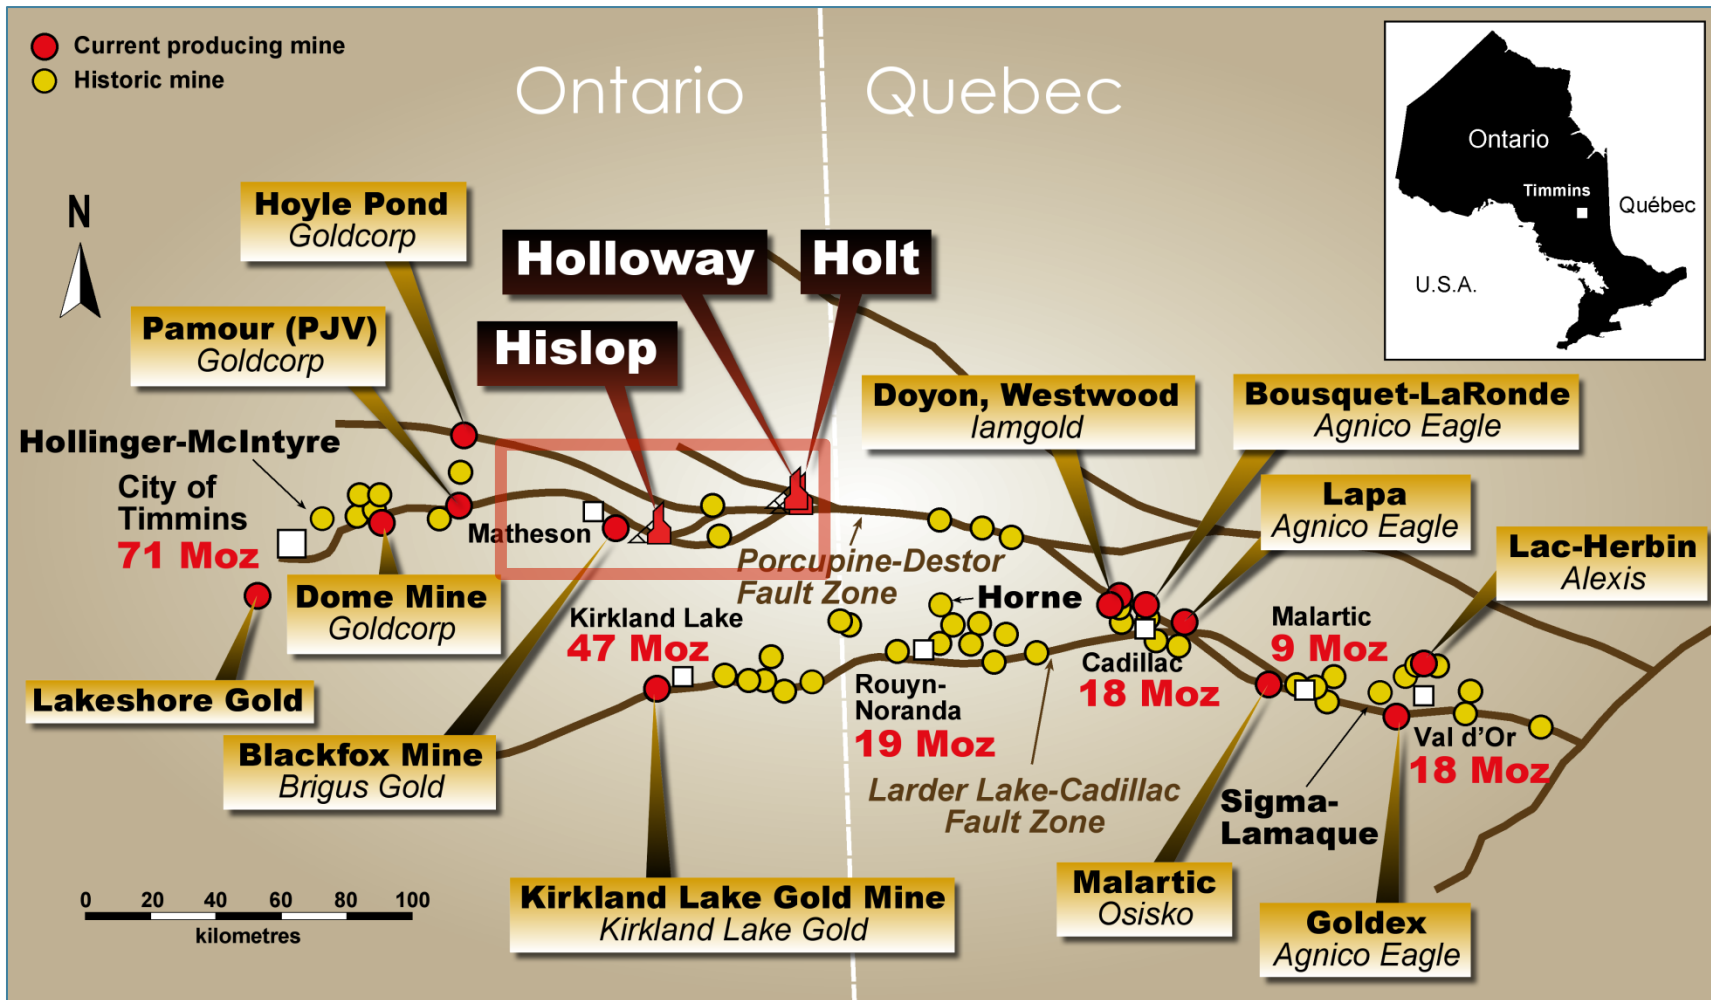 Current producing mine
Historic mine
Ontario
Quebec
Ontario
Timmins
Québec
U.S.A.
N
Hoyle Pond
Goldcorp
Holloway
Holt
Pamour (PJV)
Goldcorp
Hislop
Doyon, Westwood
Iamgold
Bousquet-LaRonde
Agnico Eagle
Hollinger-McIntyre
City of
Timmins
71 Moz
Matheson
Lapa
Agnico Eagle
Lac-Herbin
Alexis
Porcupine-Destor
Fault Zone
Dome Mine
Goldcorp
Horne
Kirkland Lake
47 Moz
Malartic
9 Moz
Cadillac
18 Moz
Lakeshore Gold
Rouyn-
Noranda
19 Moz
Val d'Or
18 Moz
Blackfox Mine
Brigus Gold
Larder Lake-Cadillac
Fault Zone
Sigma-
Lamaque
Kirkland Lake Gold Mine
Kirkland Lake Gold
Malartic
Osisko
Goldex
Agnico Eagle
0 20 40 60 80 100
kilometres